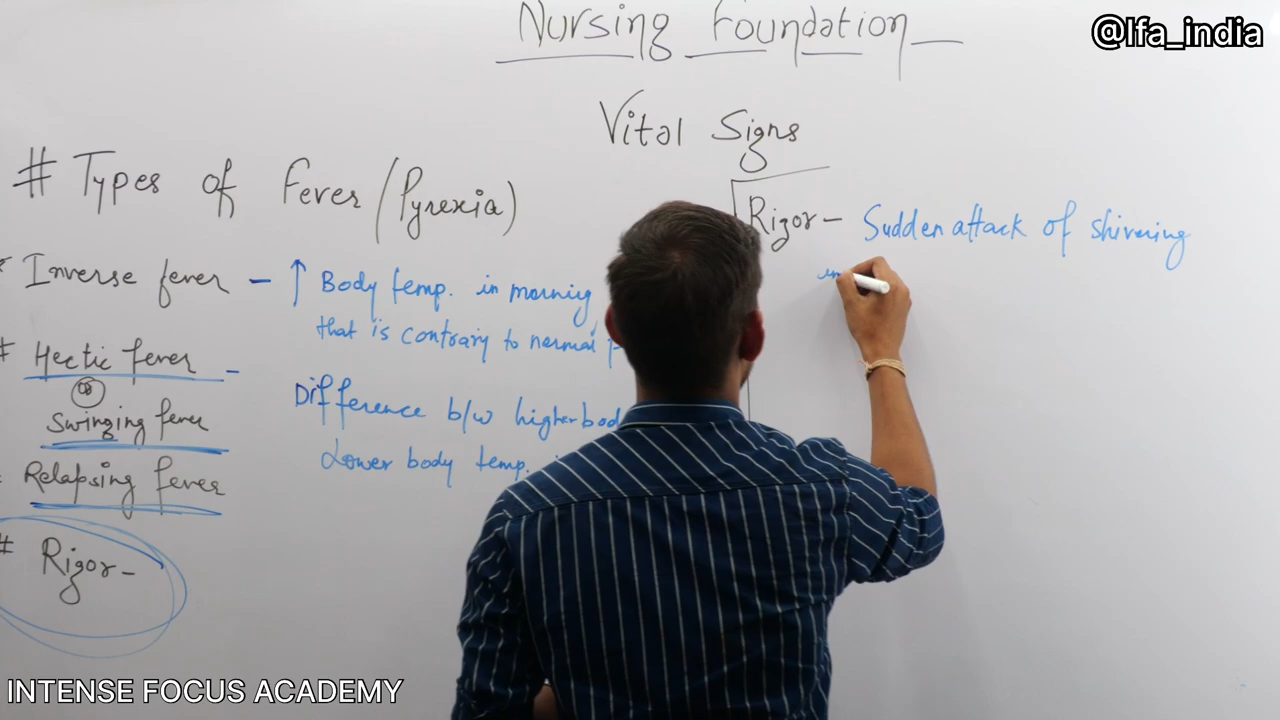 @Ifa_india
Nursing Foundation
Vital Signs
# Types of Fever/(Pyrexia)
Inverse fever - ↑ Body temp. in morning
that is contrary to normal
# Hectic fever -
or
Swinging fever
Difference b/w higher bod
Lower body temp.
Relapsing fever
# Rigor-
Rigor- Sudden attack of shivering
in
INTENSE FOCUS ACADEMY